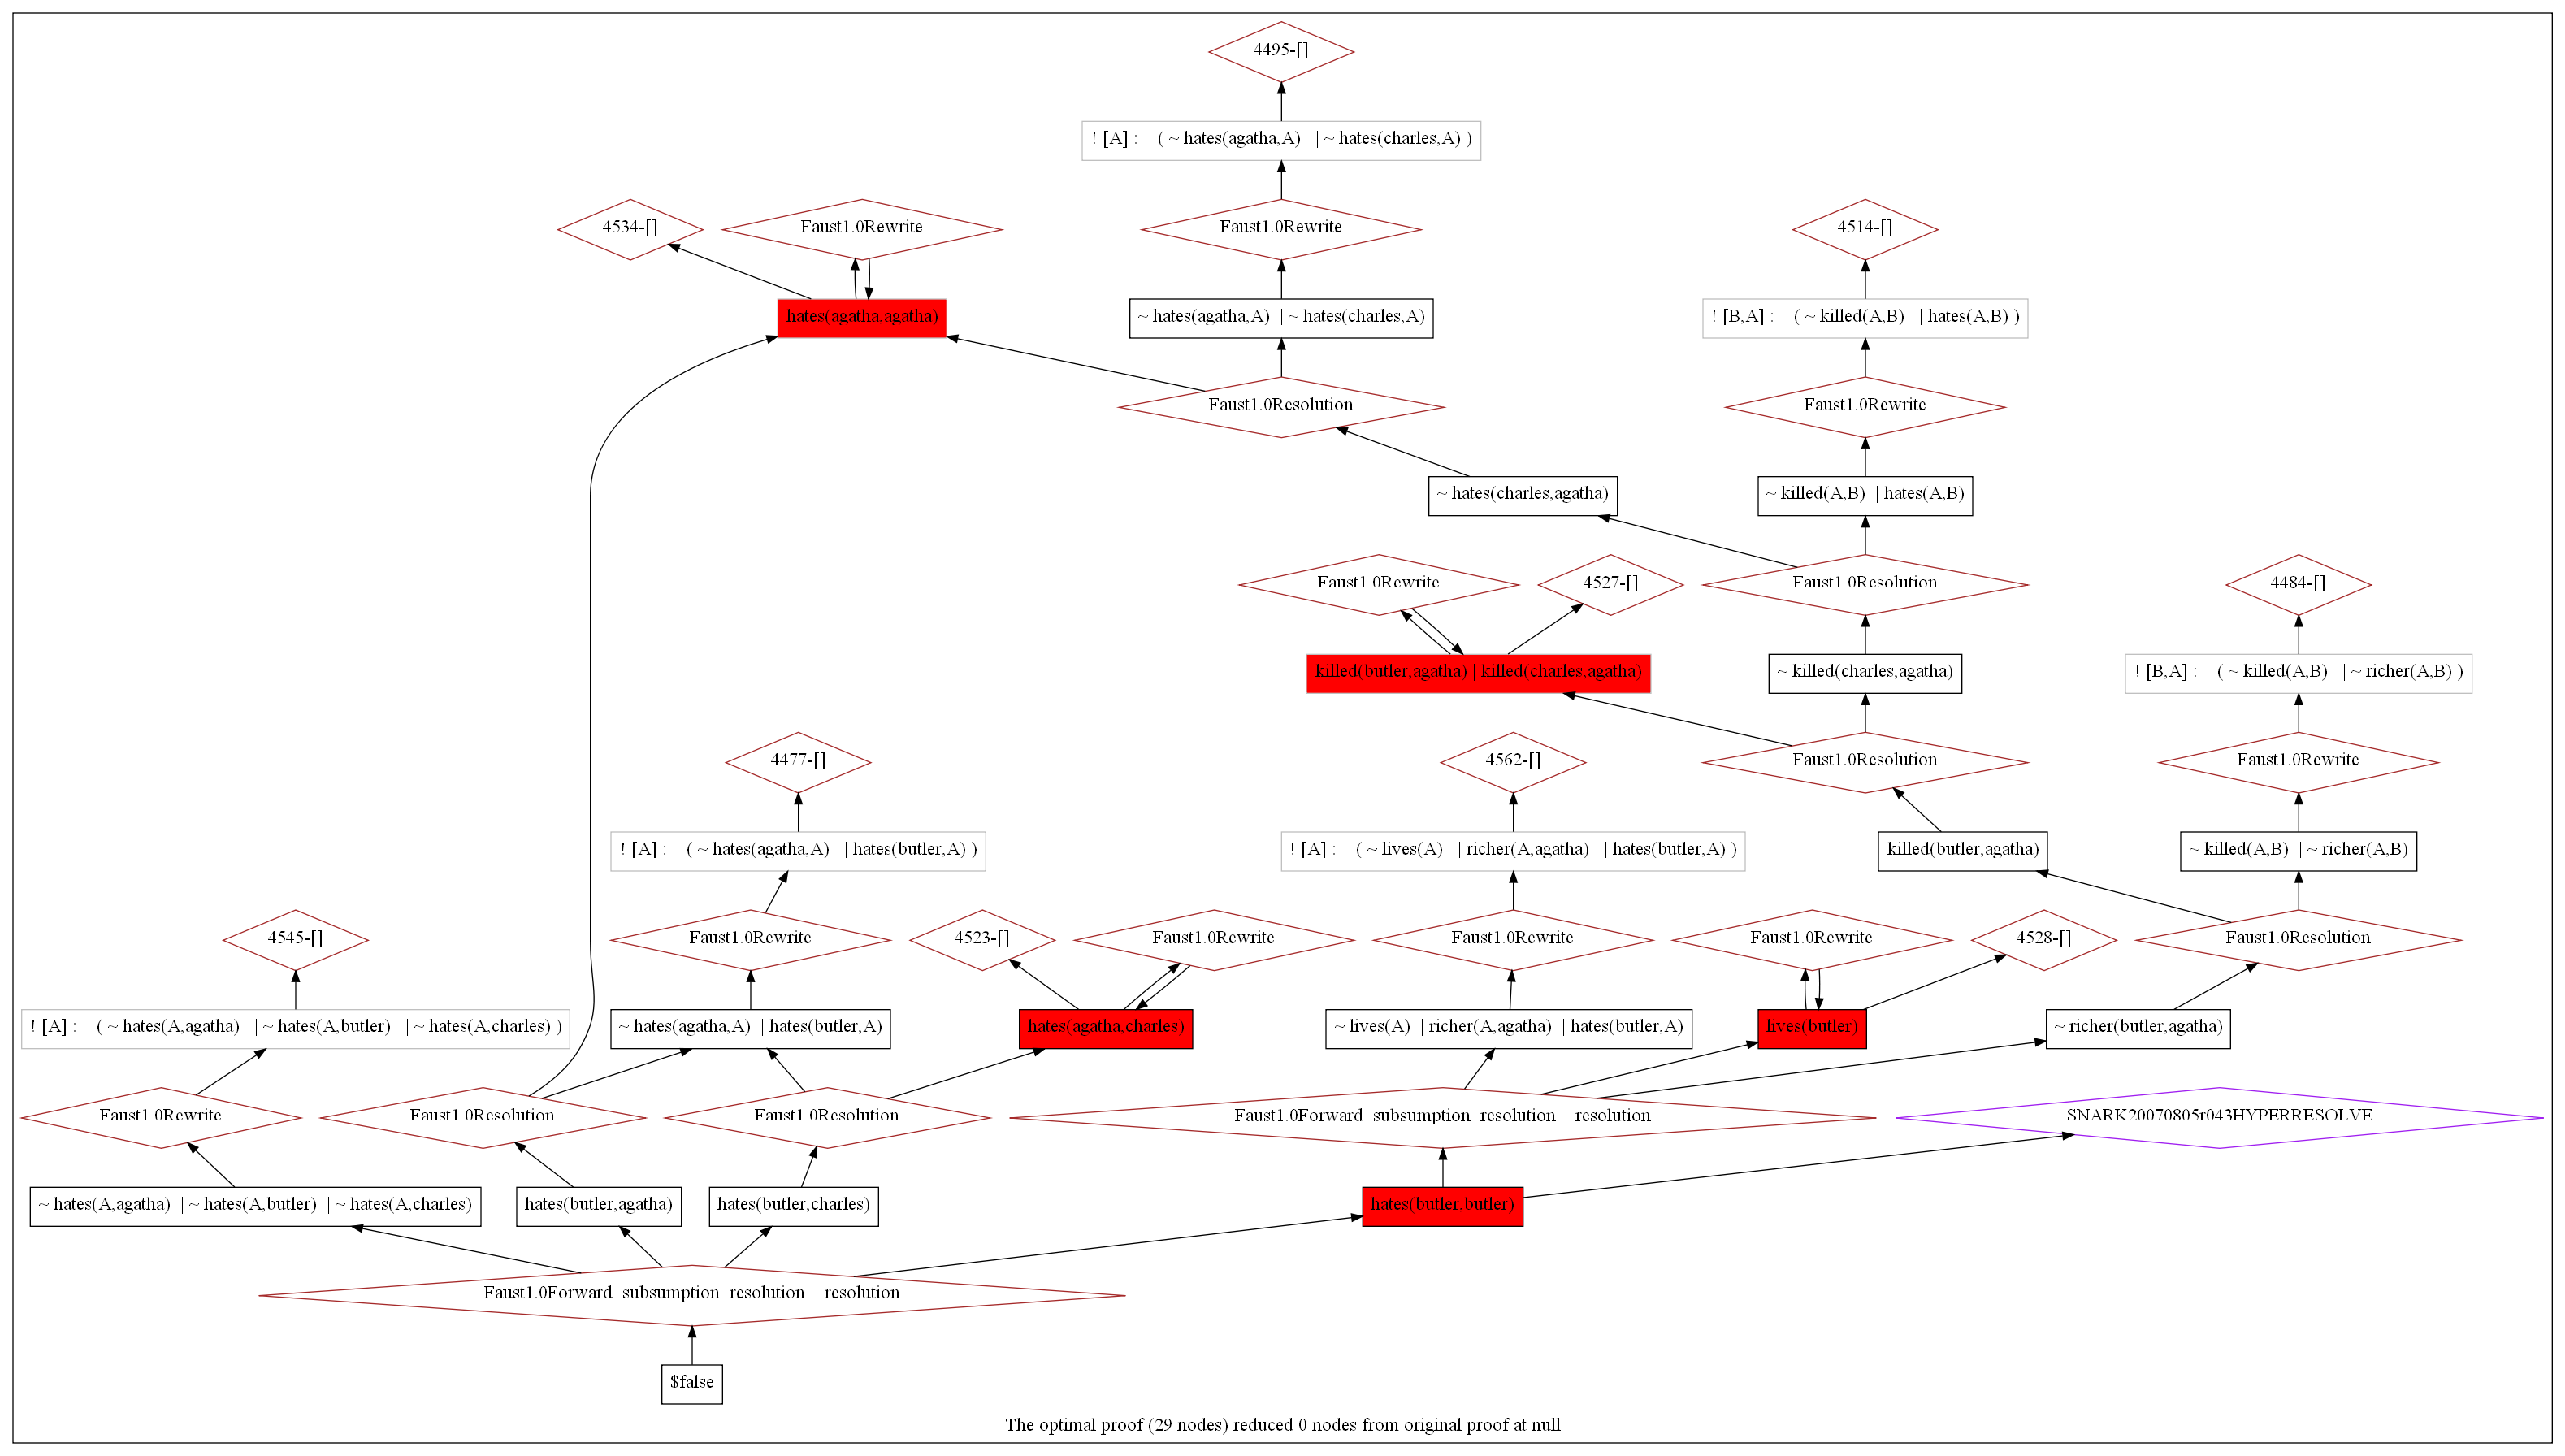 4495-[]
! [A] : ( ~ hates(agatha,A) | ~ hates(charles,A) )
4534-[]
Faust1.0Rewrite
Faust1.0Rewrite
4514-[]
hates(agatha,agatha)
~ hates(agatha,A) | ~ hates(charles,A)
! [B,A] : ( ~ killed(A,B) | hates(A,B) )
Faust1.0Resolution
Faust1.0Rewrite
~ hates(charles,agatha)
~ killed(A,B) | hates(A,B)
Faust1.0Rewrite
4527-[]
Faust1.0Resolution
4484-[]
killed(butler,agatha) | killed(charles,agatha)
~ killed(charles,agatha)
! [B,A] : ( ~ killed(A,B) | ~ richer(A,B) )
4477-[]
4562-[]
Faust1.0Resolution
Faust1.0Rewrite
! [A] : ( ~ hates(agatha,A) | hates(butler,A) )
! [A] : ( ~ lives(A) | richer(A,agatha) | hates(butler,A) )
killed(butler,agatha)
~ killed(A,B) | ~ richer(A,B)
4545-[]
Faust1.0Rewrite
4523-[]
Faust1.0Rewrite
Faust1.0Rewrite
Faust1.0Rewrite
4528-[]
Faust1.0Resolution
! [A] : ( ~ hates(A,agatha) | ~ hates(A,butler) | ~ hates(A,charles) )
~ hates(agatha,A) | hates(butler,A)
hates(agatha,charles)
~ lives(A) | richer(A,agatha) | hates(butler,A)
lives(butler)
~ richer(butler,agatha)
Faust1.0Rewrite
Faust1.0Resolution
Faust1.0Resolution
Faust1.0Forward_subsumption_resolution__resolution
SNARK20070805r043HYPERRESOLVE
~ hates(A,agatha) | ~ hates(A,butler) | ~ hates(A,charles)
hates(butler,agatha)
hates(butler,charles)
hates(butler,butler)
Faust1.0Forward_subsumption_resolution__resolution
$false
The optimal proof (29 nodes) reduced 0 nodes from original proof at null